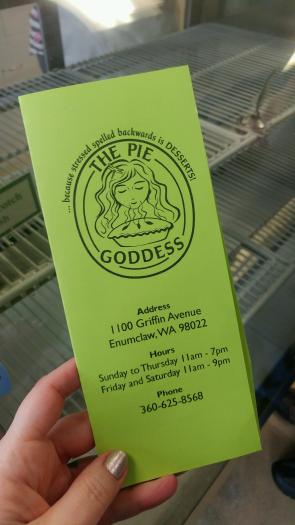 ... because stressed spelled backwards is DESSERTS!
THE PIE
GODDESS
Address
1100 Griffin Avenue
Enumclaw, WA 98022
Hours
Sunday to Thursday 11am - 7pm
Friday and Saturday 11am - 9pm
Phone
360-625-8568